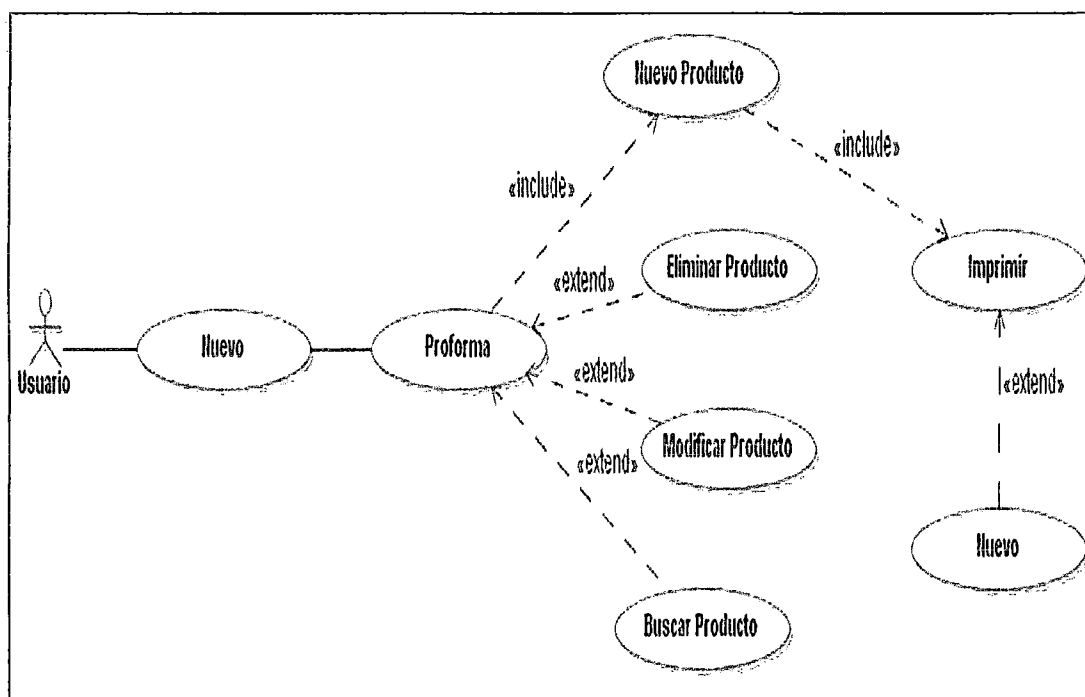 Nuevo Producto
«include»
«include»
Eliminar Producto
Imprimir
«extend»
Nuevo
Proforma
Usuario
«extend»
«extend»
Modificar Producto
«extend»
Nuevo
Buscar Producto